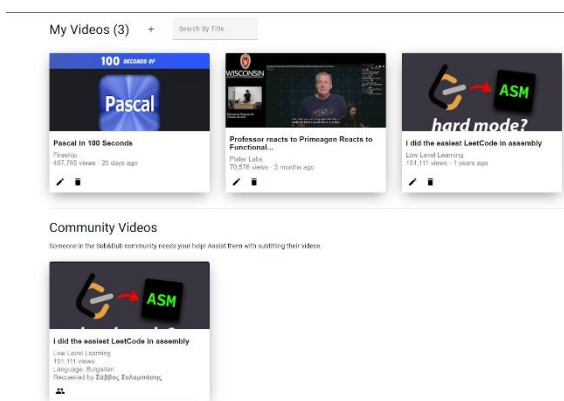 My Videos (3) +
Search By Title
100 SECONDS OF
Pascal
Pascal in 100 Seconds
Fireship
467,765 views - 20 days ago
WISCONSIN
Professor reacts to Primeagen Reacts to
Functional...
70,576 views - 3 months ago
ASM
hard mode?
i did the easiest LeetCode in assembly
Low Level Learning
151,111 views - 1 years ago
Community Videos
Someone in the Sub&Dub community needs your help! Assist them with subtitling their videos.
ASM
i did the easiest LeetCode in assembly
Low Level Learning
151,111 views
Language: Bulgarian
Requested by Σάββας Σαλαμπάσης